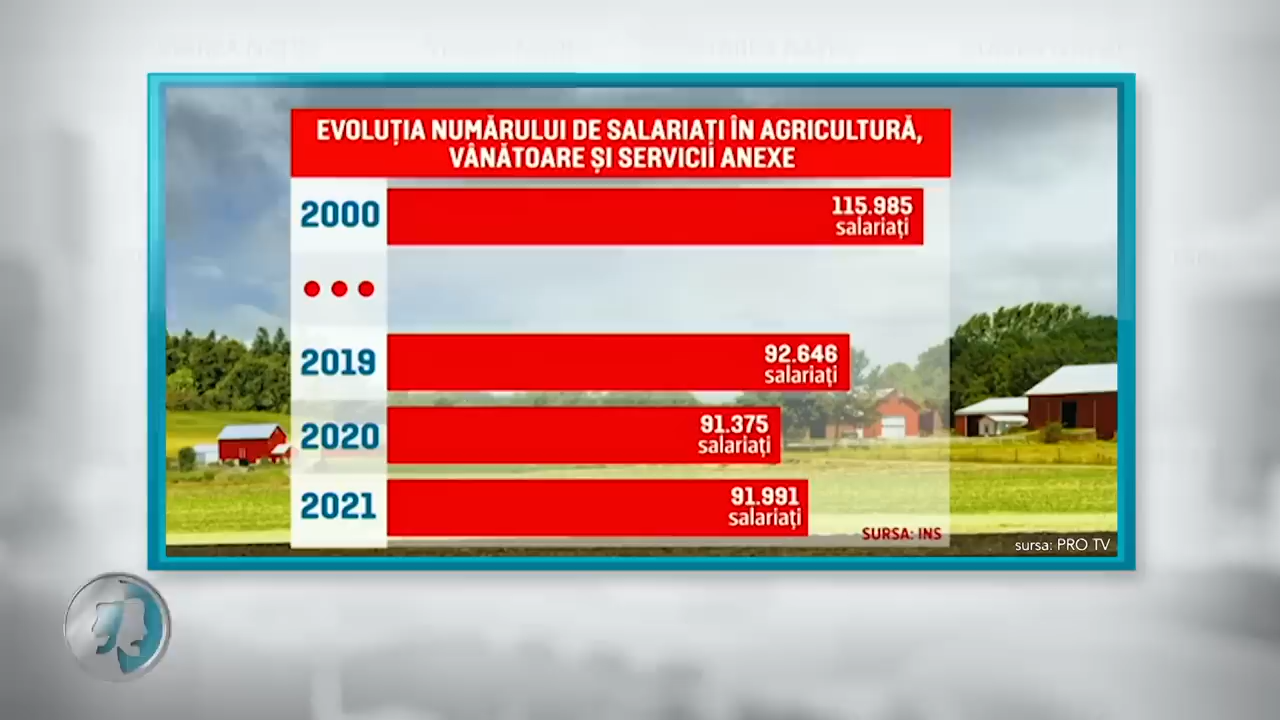 EVOLUȚIA NUMĂRULUI DE SALARIAȚI ÎN AGRICULTURĂ,
VÂNĂTOARE ȘI SERVICII ANEXE
2000
115.985
salariați
2019
92.646
salariați
2020
91.375
salariați
2021
91.991
salariați
SURSA: INS
sursa: PRO TV